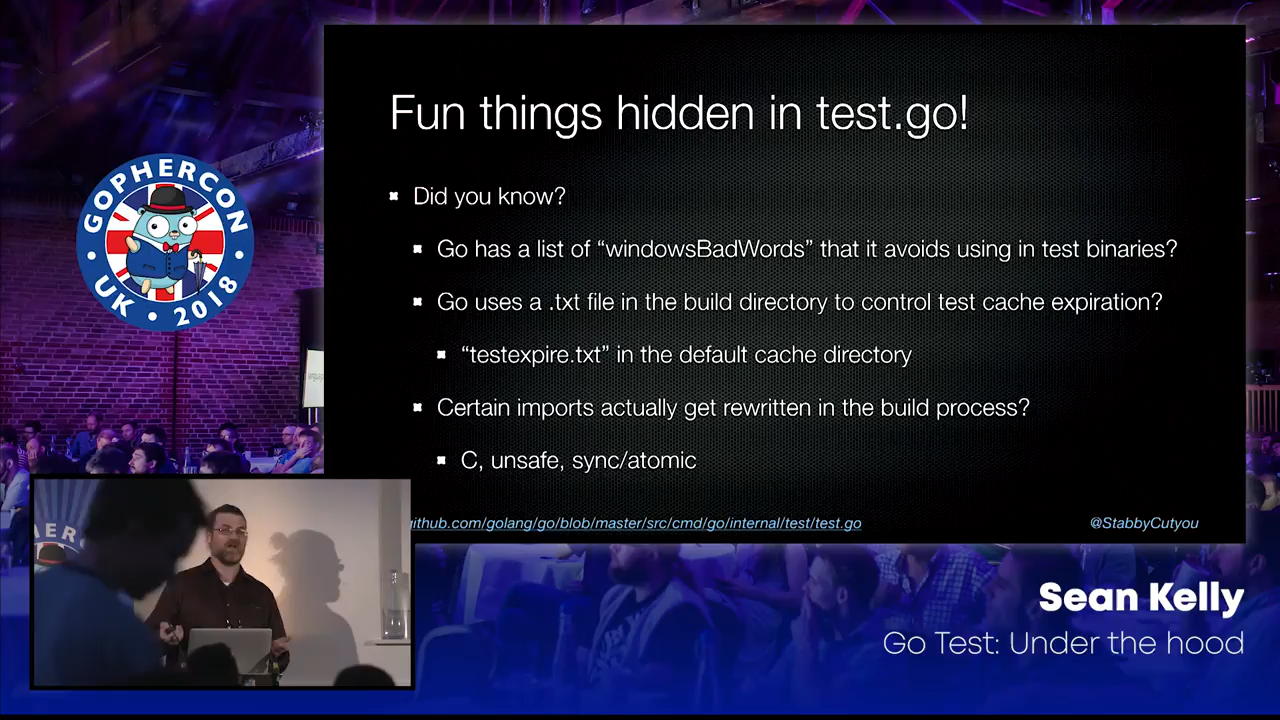 Fun things hidden in test.go!
Did you know?
Go has a list of “windowsBadWords” that it avoids using in test binaries?
Go uses a .txt file in the build directory to control test cache expiration?
“testexpire.txt” in the default cache directory
Certain imports actually get rewritten in the build process?
C, unsafe, sync/atomic
github.com/golang/go/blob/master/src/cmd/go/internal/test/test.go
@StabbyCutyou
GOPHERCON
UK • 2018
Sean Kelly
Go Test: Under the hood